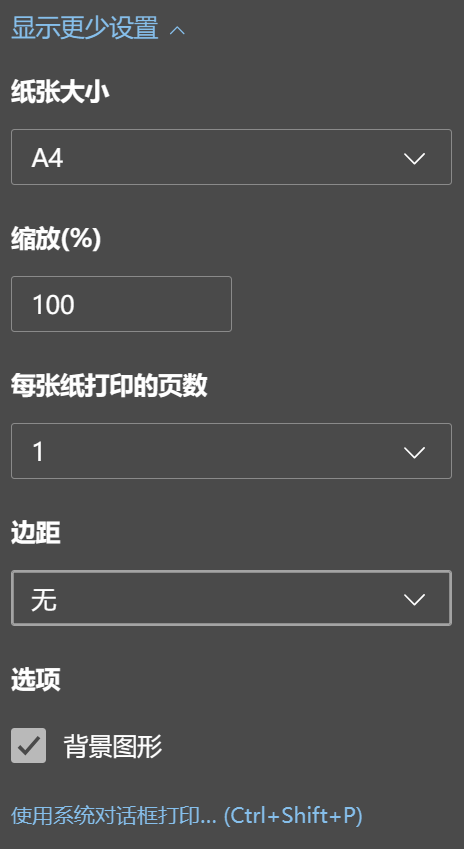 显示更少设置
纸张大小
A4
缩放(%)
100
每张纸打印的页数
1
边距
无
选项
背景图形
使用系统对话框打印... (Ctrl+Shift+P)